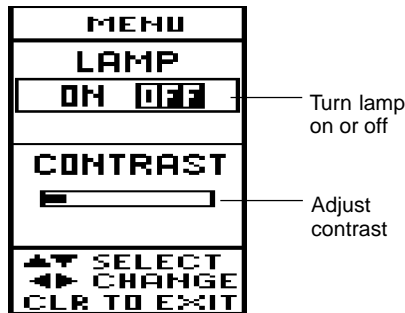 MENU
LAMP
ON OFF
Turn lamp
on or off
CONTRAST
Adjust
contrast
▲▼ SELECT
◀▶ CHANGE
CLR TO EXIT